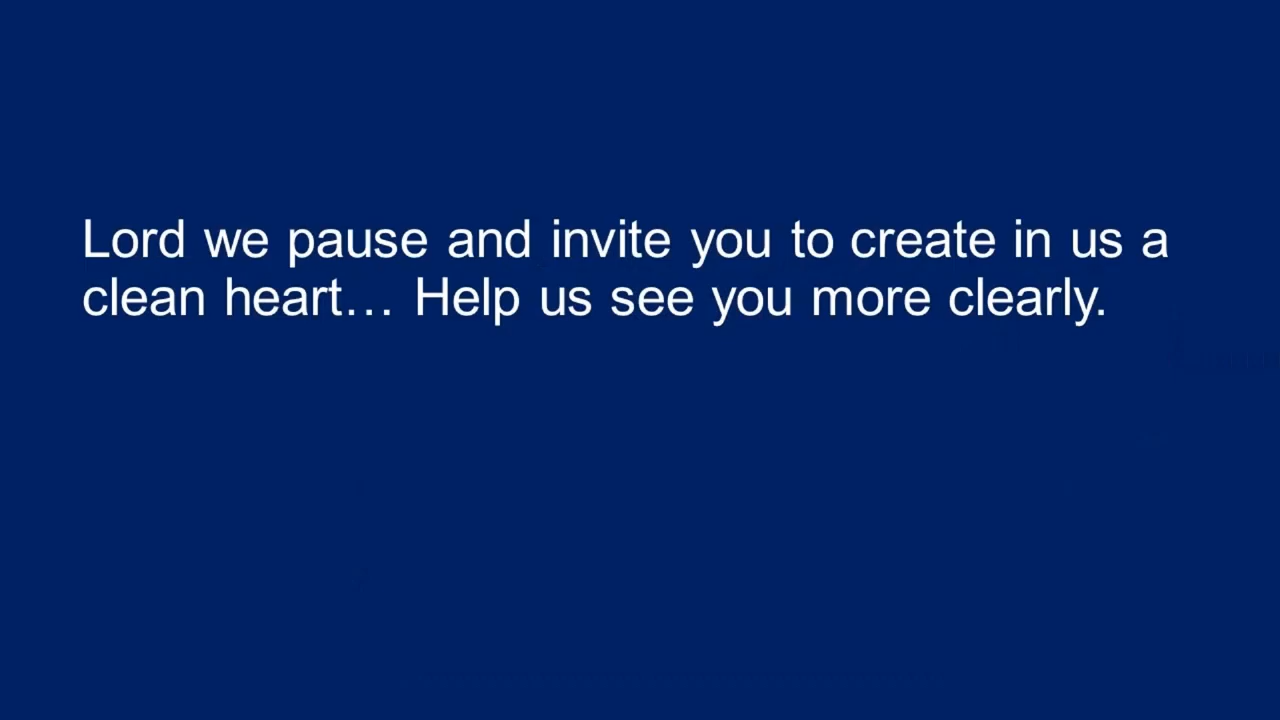 Lord we pause and invite you to create in us a
clean heart… Help us see you more clearly.